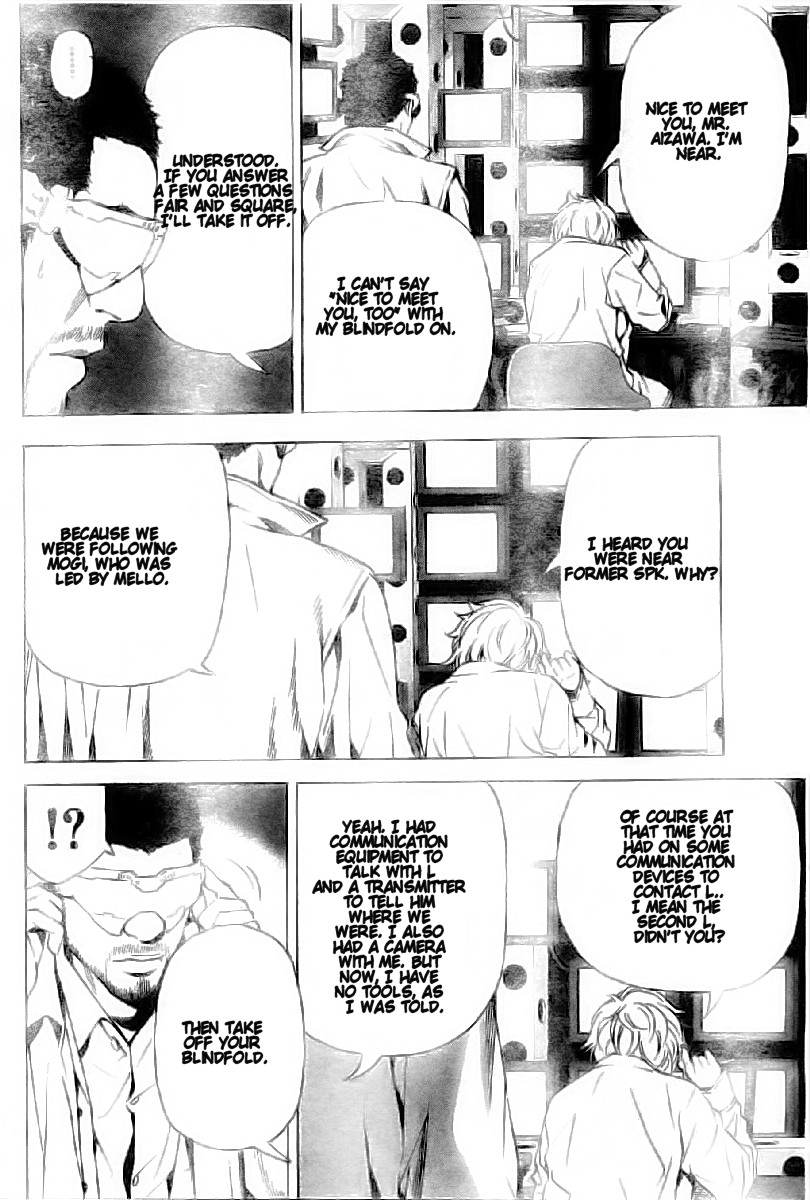 NICE TO MEET
YOU, MR.
AIZAWA. I'M
NEAR.
I CAN'T SAY
"NICE TO MEET
YOU, TOO" WITH
MY BLINDFOLD ON.
UNDERSTOOD.
IF YOU ANSWER
A FEW QUESTIONS
FAIR AND SQUARE,
I'LL TAKE IT OFF.
......
I HEARD YOU
WERE NEAR
FORMER SPK. WHY?
BECAUSE WE
WERE FOLLOWING
MOGI, WHO WAS
LED BY MELLO.
OF COURSE AT
THAT TIME YOU
HAD ON SOME
COMMUNICATION
DEVICES TO
CONTACT L..
I MEAN THE
SECOND L,
DIDN'T YOU?
YEAH. I HAD
COMMUNICATION
EQUIPMENT TO
TALK WITH L
AND A TRANSMITTER
TO TELL HIM
WHERE WE
WERE. I ALSO
HAD A CAMERA
WITH ME. BUT
NOW, I HAVE
NO TOOLS, AS
I WAS TOLD.
THEN TAKE
OFF YOUR
BLINDFOLD.
!?